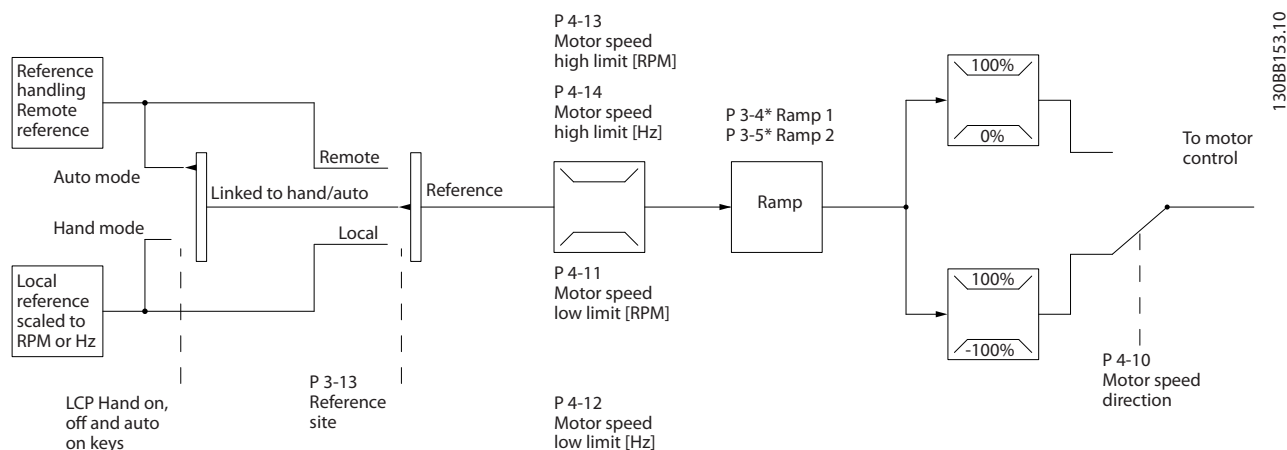 P 4-13
Motor speed
high limit [RPM]
P 4-14
Motor speed
high limit [Hz]
130BB153.10
Reference
handling
Remote
reference
Auto mode
Hand mode
Linked to hand/auto
Local
reference
scaled to
RPM or Hz
LCP Hand on,
off and auto
on keys
Remote
Reference
Local
P 3-13
Reference
site
P 4-11
Motor speed
low limit [RPM]
P 4-12
Motor speed
low limit [Hz]
P 3-4* Ramp 1
P 3-5* Ramp 2
Ramp
100%
0%
100%
-100%
To motor
control
P 4-10
Motor speed
direction